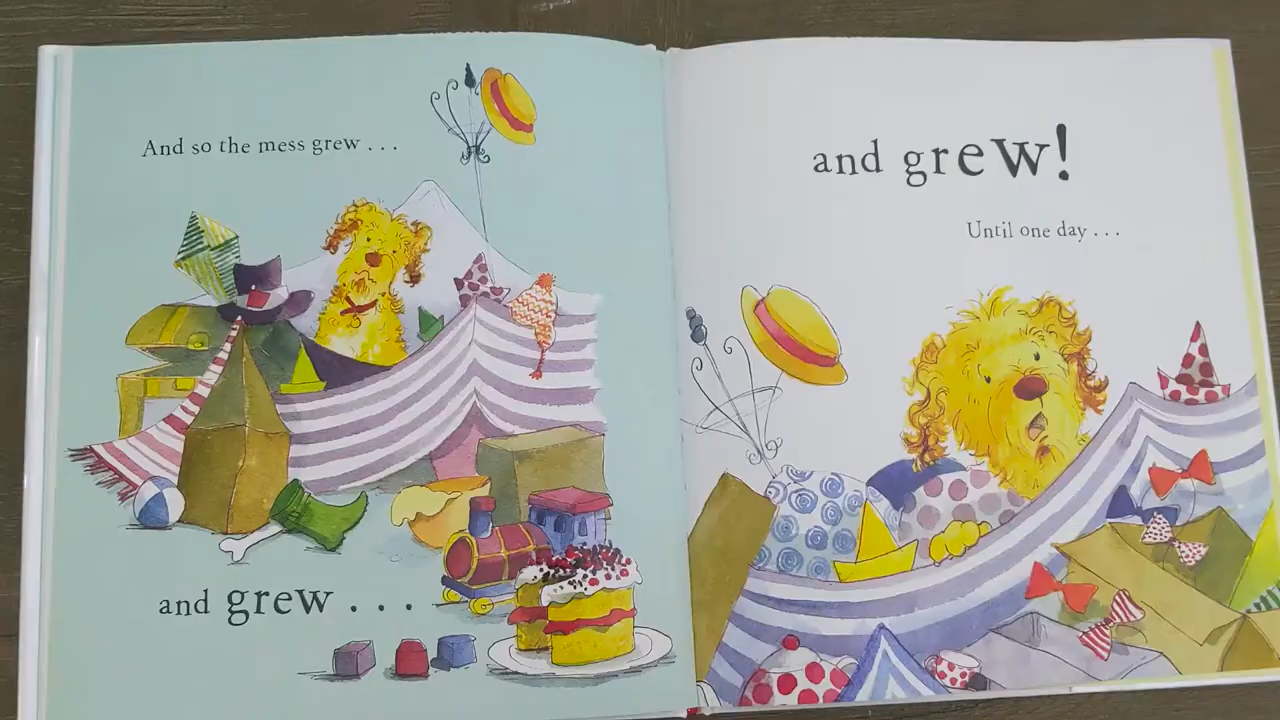 And so the mess grew . . .
and grew . . .
and grew!
Until one day . . .